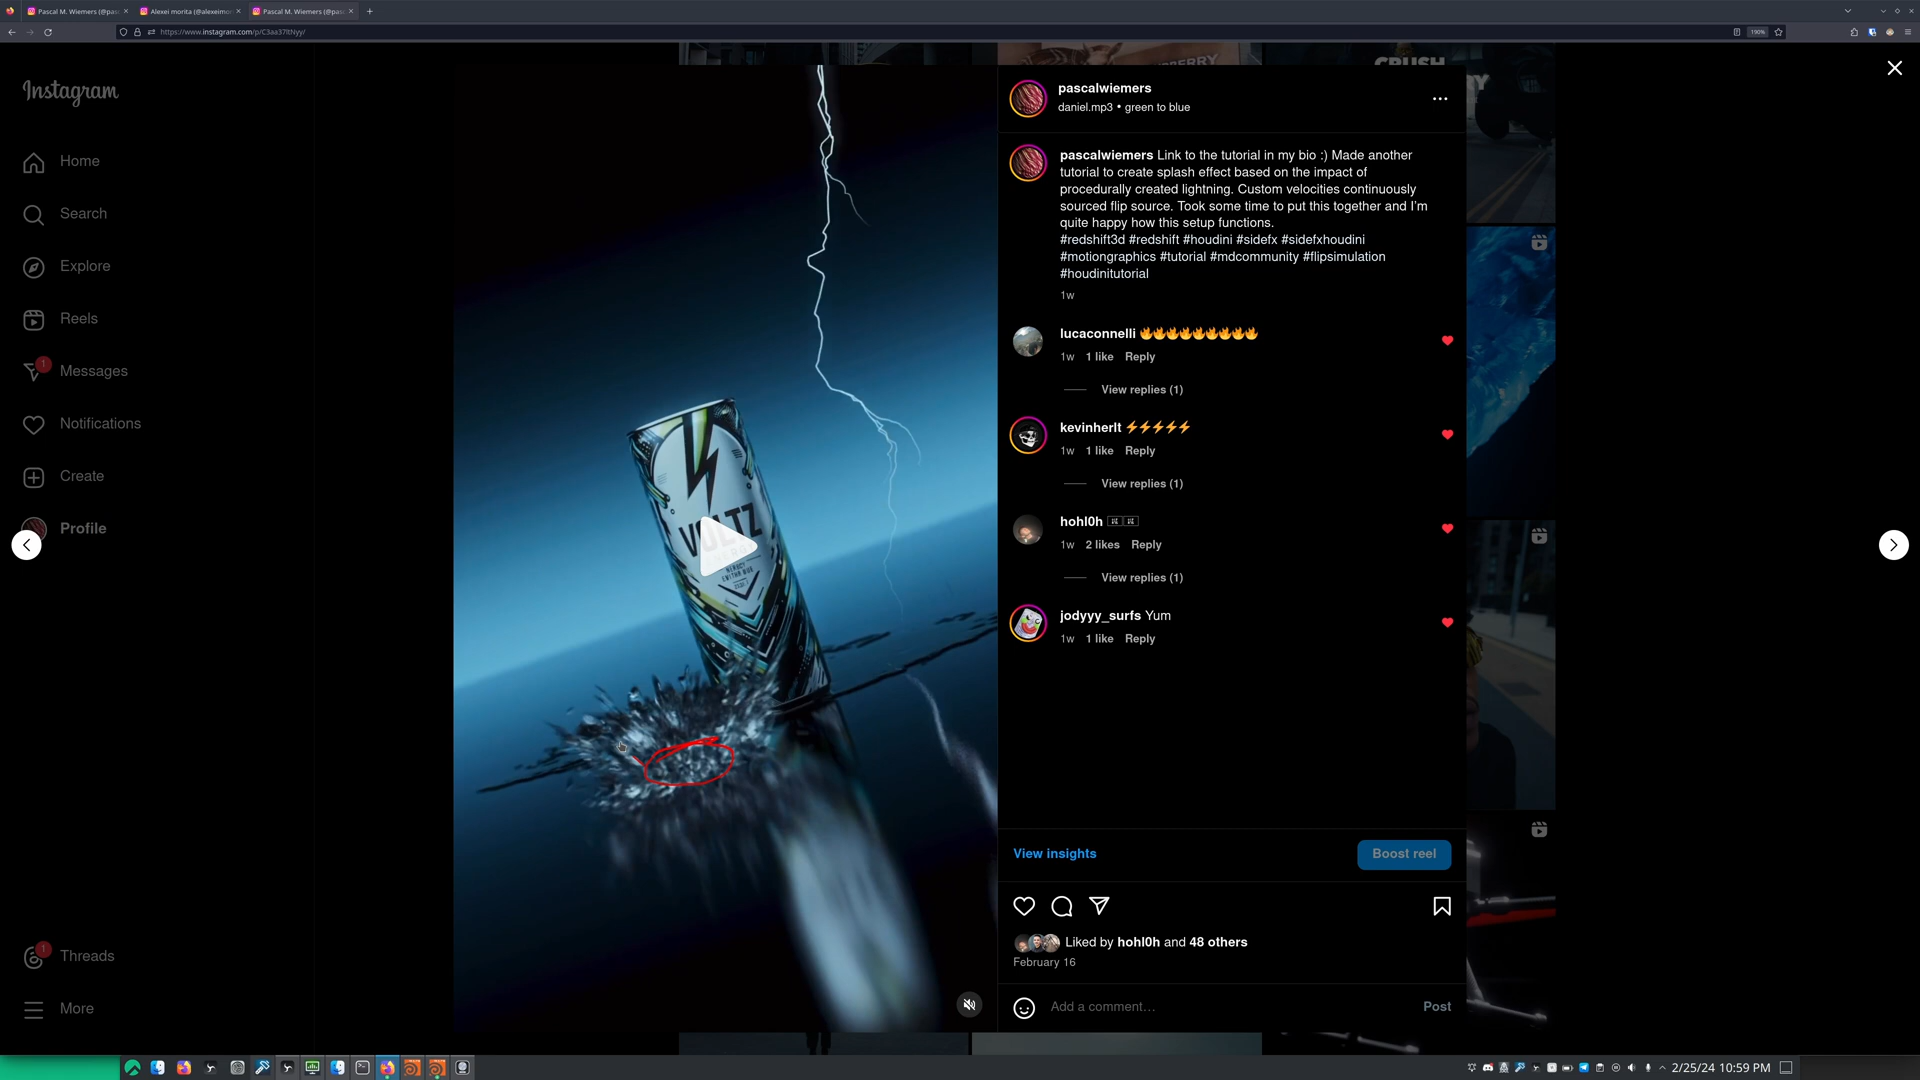 Pascal M. Wiemers (@pas
Alexei morita (@alexeimor
Pascal M. Wiemers (@pas
https://www.instagram.com/p/C3aa37ltNyy/
190%
Instagram
Home
Search
Explore
Reels
1
Messages
Notifications
Create
Profile
1
Threads
More
CRUSH
VOLTZ
pascalwiemers
daniel.mp3 • green to blue
pascalwiemers Link to the tutorial in my bio :) Made another
tutorial to create splash effect based on the impact of
procedurally created lightning. Custom velocities continuously
sourced flip source. Took some time to put this together and I'm
quite happy how this setup functions.
#redshift3d #redshift #houdini #sidefx #sidefxhoudini
#motiongraphics #tutorial #mdcommunity #flipsimulation
#houdinitutorial
1w
lucaconnelli 🔥🔥🔥🔥🔥🔥🔥🔥🔥
1w 1 like Reply
View replies (1)
kevinherlt ⚡⚡⚡⚡⚡
1w 1 like Reply
View replies (1)
hohl0h
1w 2 likes Reply
View replies (1)
jodyyy_surfs Yum
1w 1 like Reply
View insights
Boost reel
Liked by hohl0h and 48 others
February 16
Add a comment…
Post
2/25/24 10:59 PM